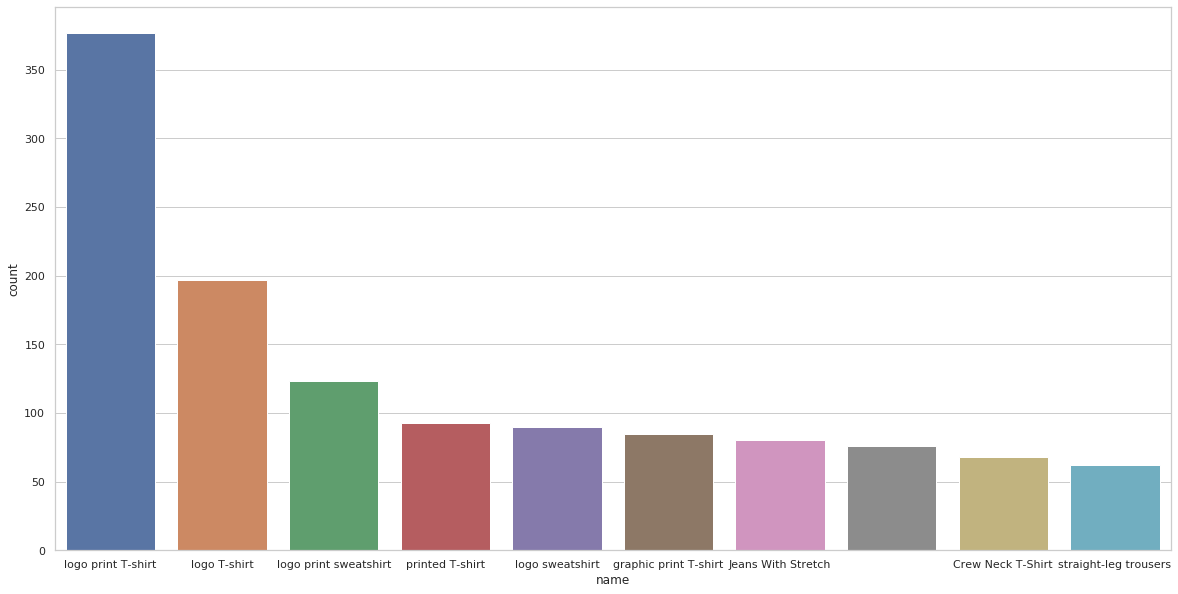 350
300
250
200
150
100
50
0
count
logo print T-shirt logo T-shirt logo print sweatshirt printed T-shirt logo sweatshirt graphic print T-shirt Jeans With Stretch Crew Neck T-Shirt straight-leg trousers
name